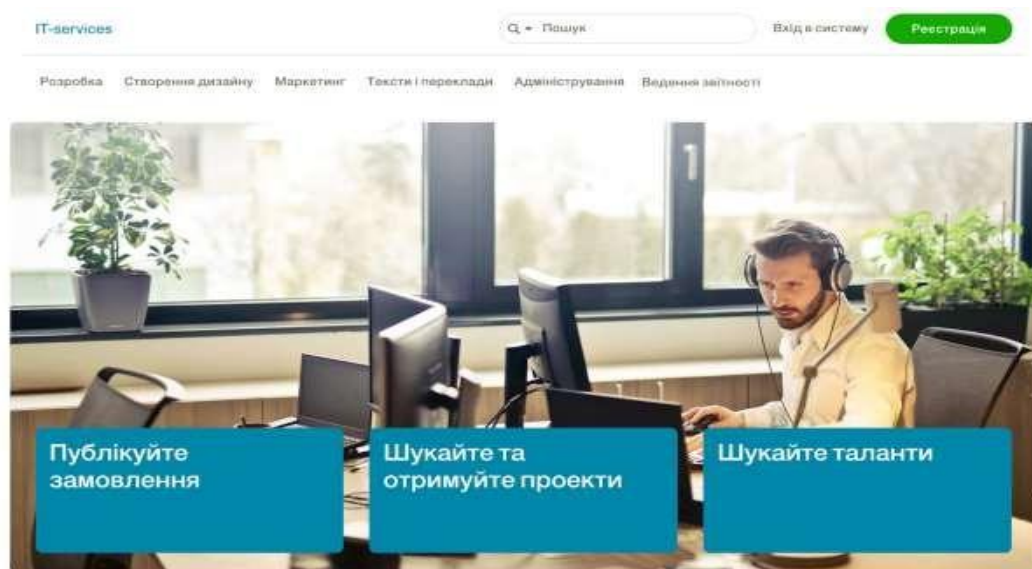 IT-services
Пошук
Вхід в систему
Реєстрація
Розробка Створення дизайну Маркетинг Тексти і переклади Адміністрування Ведення звітності
Публікуйте
замовлення
Шукайте та
отримуйте проекти
Шукайте таланти